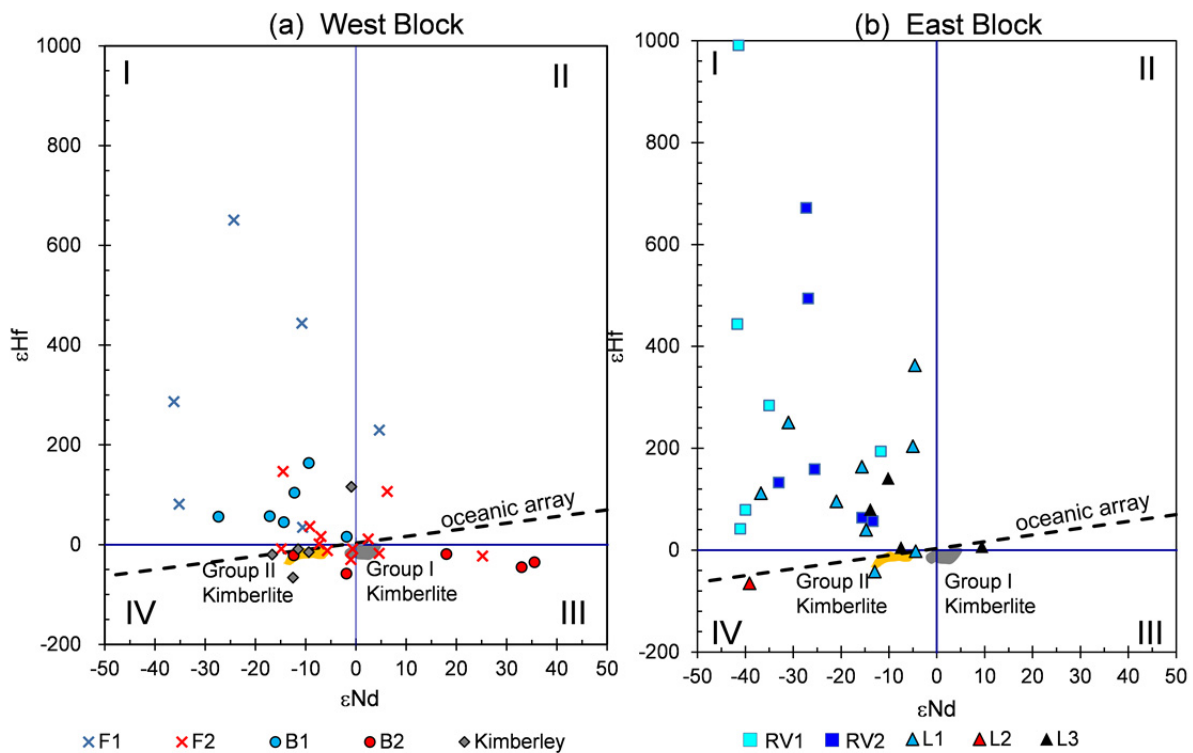 (a) West Block
I
II
1000
800
600
400
200
0
-200
εHf
oceanic array
Group II
Kimberlite
Group I
Kimberlite
IV
III
-50 -40 -30 -20 -10 0 10 20 30 40 50
εNd
F1 F2 B1 B2 Kimberley
(b) East Block
I
II
1000
800
600
400
200
0
-200
εHf
oceanic array
Group II
Kimberlite
Group I
Kimberlite
IV
III
-50 -40 -30 -20 -10 0 10 20 30 40 50
εNd
RV1 RV2 L1 L2 L3